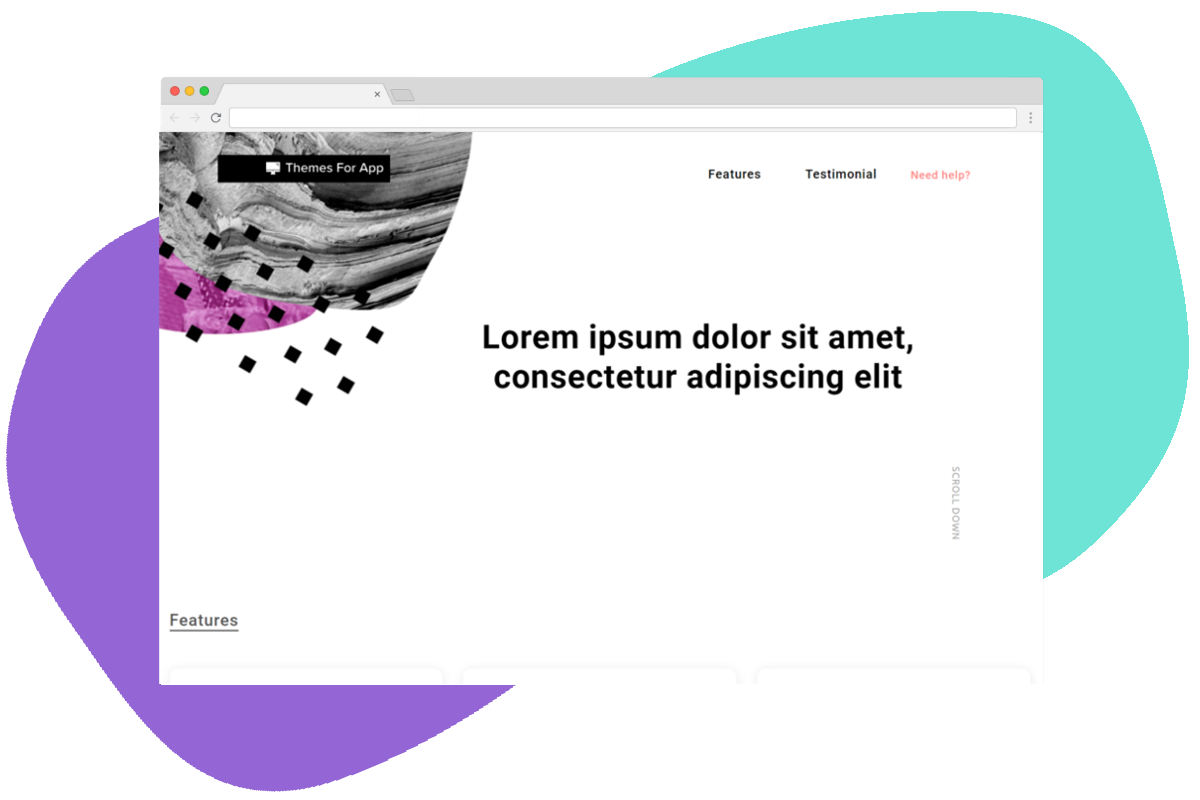 Themes For App
Features
Testimonial
Need help?
Lorem ipsum dolor sit amet,
consectetur adipiscing elit
SCROLL DOWN
Features